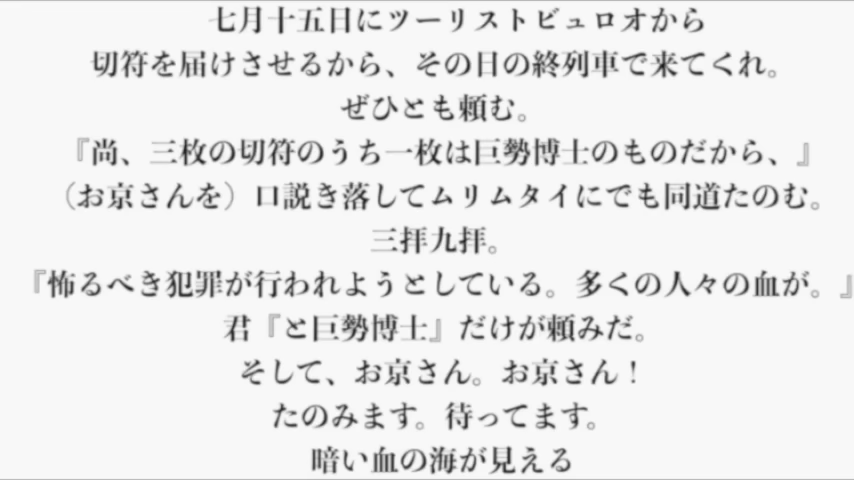 七月十五日にツーリストビュロオから
切符を届けさせるから、その日の終列車で来てくれ。
ぜひとも頼む。
『尚、三枚の切符のうち一枚は巨勢博士のものだから、』
（お京さんを）口説き落してムリムタイにでも同道たのむ。
三拝九拝。
『怖るべき犯罪が行われようとしている。多くの人々の血が。』
君『と巨勢博士』だけが頼みだ。
そして、お京さん。お京さん！
たのみます。待ってます。
暗い血の海が見える